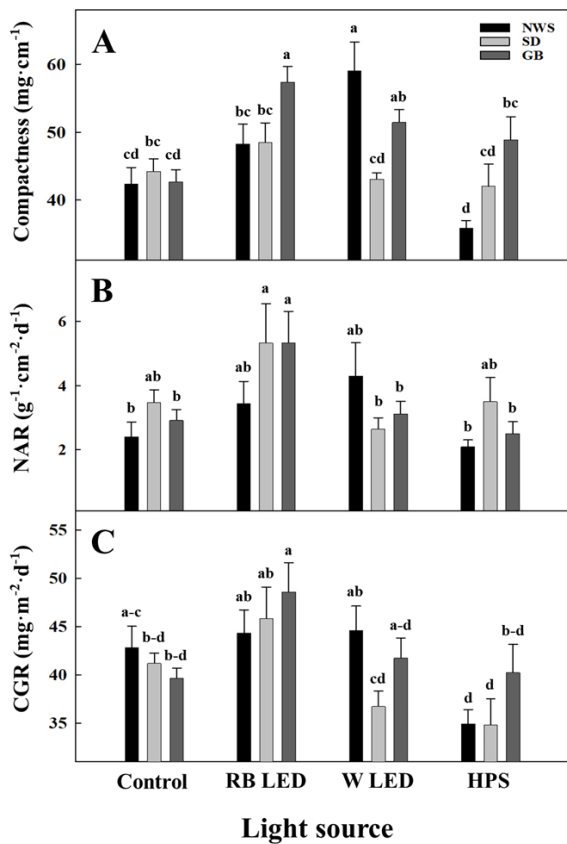 A
NWS
SD
GB
Compactness (mg·cm⁻¹)
60
50
40
cd bc cd
bc bc a
a cd ab
d cd bc
B
NAR (g⁻¹·cm⁻²·d⁻¹)
6
4
2
b ab b
ab a a
ab b b
b ab b
C
CGR (mg·m⁻²·d⁻¹)
55
50
45
40
35
a–c b–d b–d
ab ab a
ab cd a–d
d d b–d
Control RB LED W LED HPS
Light source